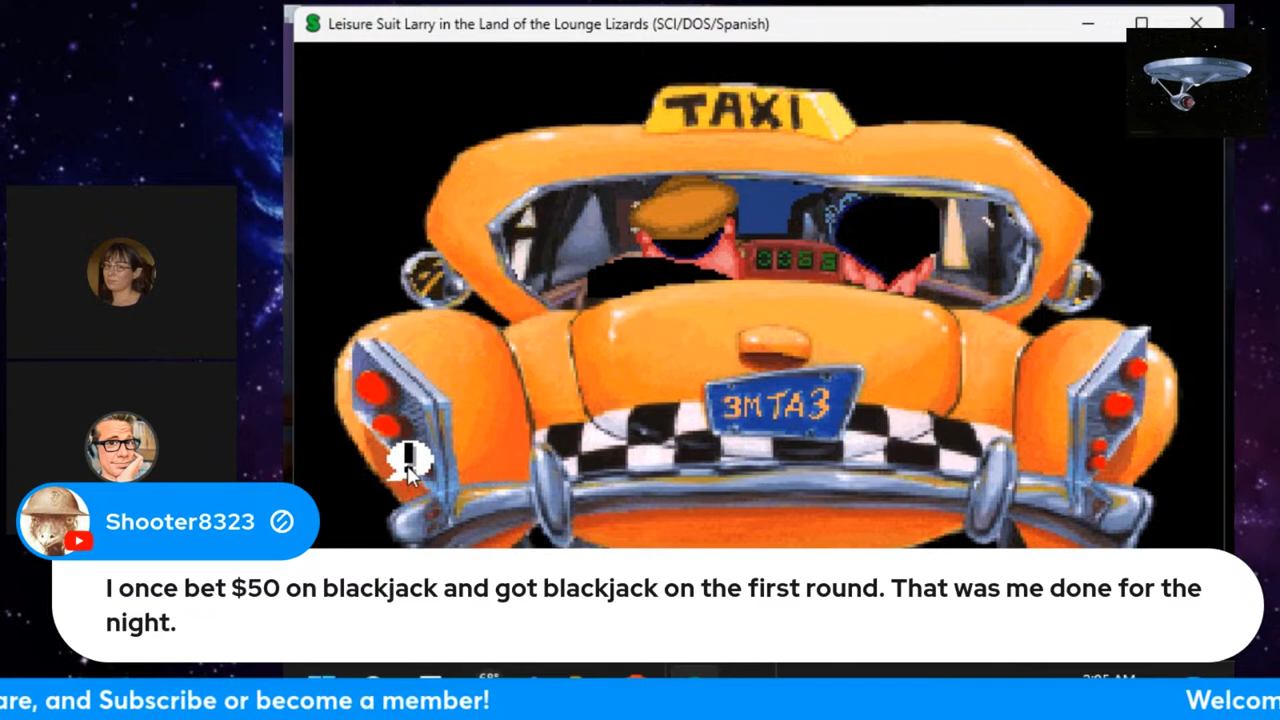 Leisure Suit Larry in the Land of the Lounge Lizards (SCI/DOS/Spanish)
TAXI
3MTA3
Shooter8323
I once bet $50 on blackjack and got blackjack on the first round. That was me done for the
night.
are, and Subscribe or become a member!
Welcom